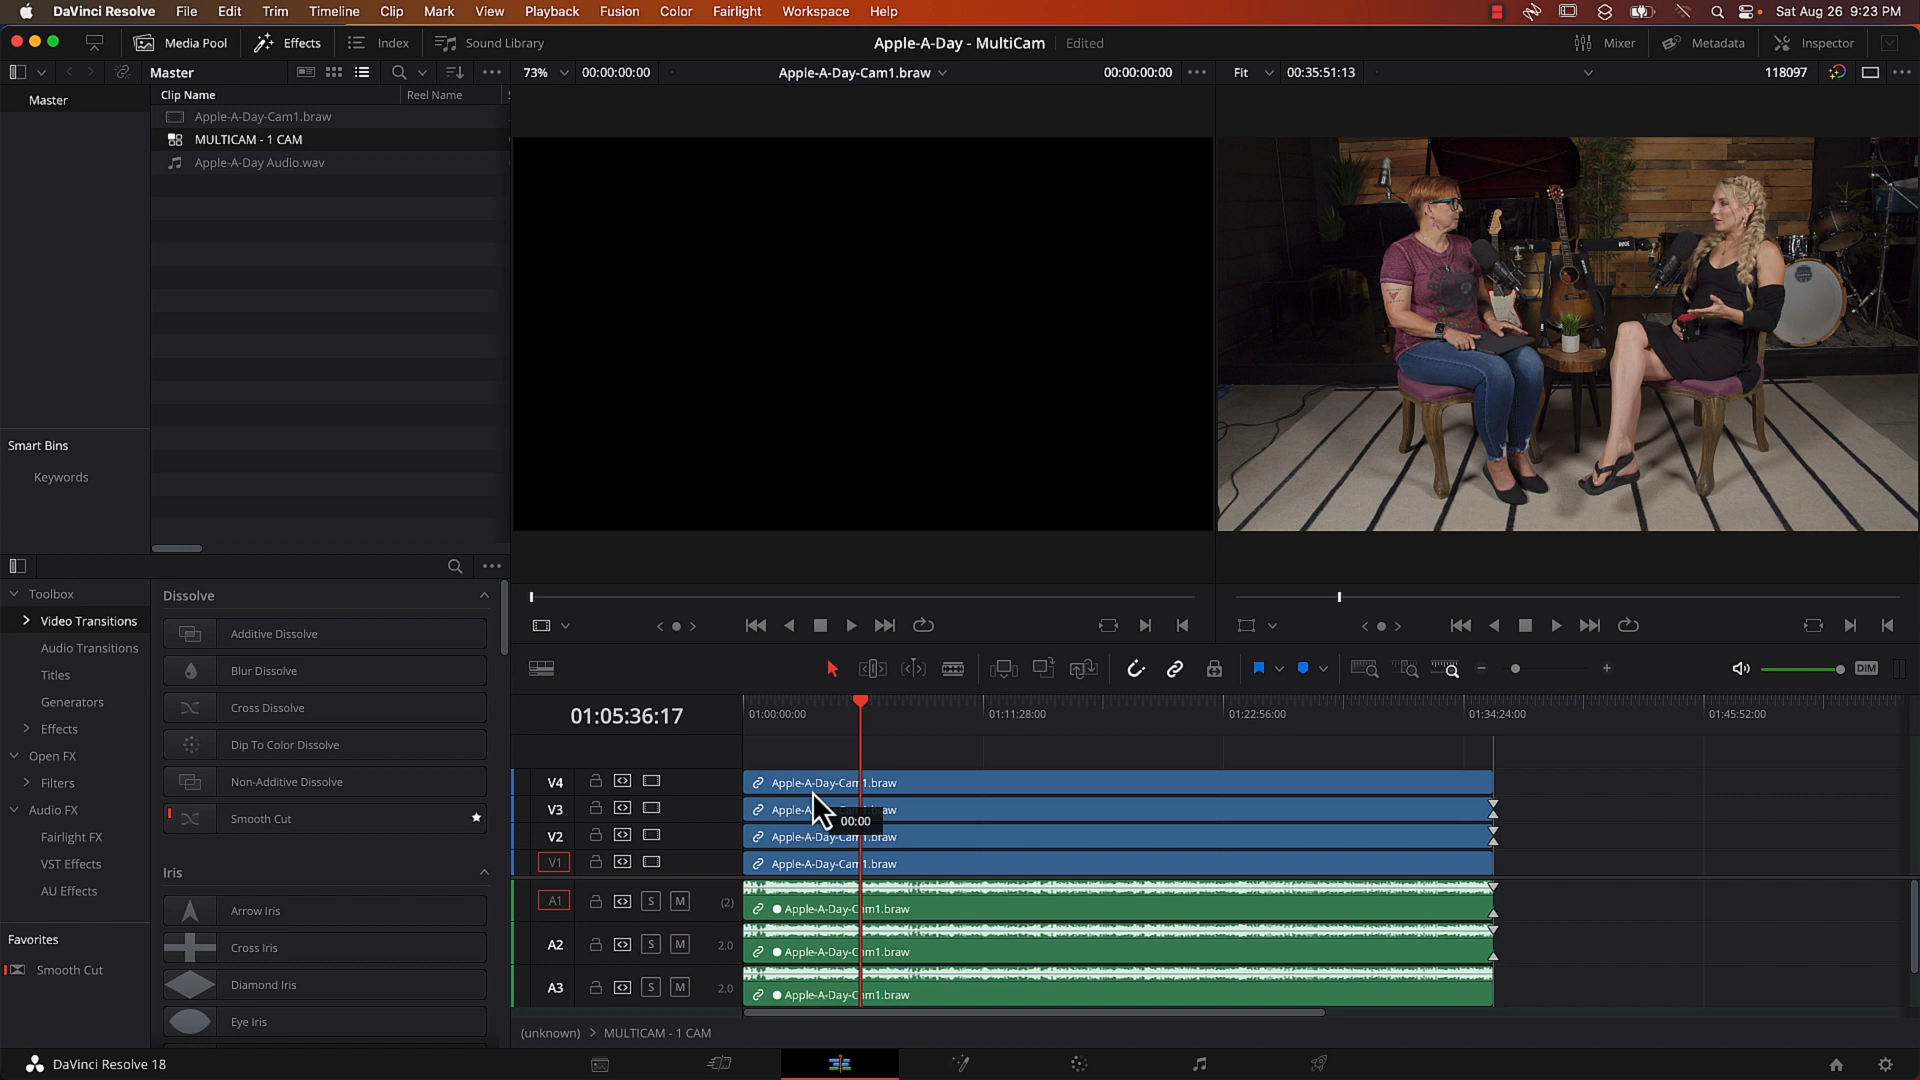 DaVinci Resolve File Edit Trim Timeline Clip Mark View Playback Fusion Color Fairlight Workspace Help Sat Aug 26 9:23 PM
Media Pool Effects Index Sound Library Apple-A-Day - MultiCam Edited Mixer Metadata Inspector
Master 73% 00:00:00:00 Apple-A-Day-Cam1.braw 00:00:00:00 Fit 00:35:51:13 118097
Master
Clip Name Reel Name
Apple-A-Day-Cam1.braw
MULTICAM - 1 CAM
Apple-A-Day Audio.wav
Smart Bins
Keywords
Toolbox
Video Transitions
Audio Transitions
Titles
Generators
Effects
Open FX
Filters
Audio FX
Fairlight FX
VST Effects
AU Effects
Favorites
Smooth Cut
Dissolve
Additive Dissolve
Blur Dissolve
Cross Dissolve
Dip To Color Dissolve
Non-Additive Dissolve
Smooth Cut
Iris
Arrow Iris
Cross Iris
Diamond Iris
Eye Iris
DIM
01:05:36:17 01:00:00:00 01:11:28:00 01:22:56:00 01:34:24:00 01:45:52:00
V4 Apple-A-Day-Cam1.braw
V3 Apple-A raw
00:00
V2 Apple-A-Day-Cam1.braw
V1 Apple-A-Day-Cam1.braw
A1 S M (2) Apple-A-Day-Cam1.braw
A2 S M 2.0 Apple-A-Day-Cam1.braw
A3 S M 2.0 Apple-A-Day-Cam1.braw
(unknown) > MULTICAM - 1 CAM
DaVinci Resolve 18